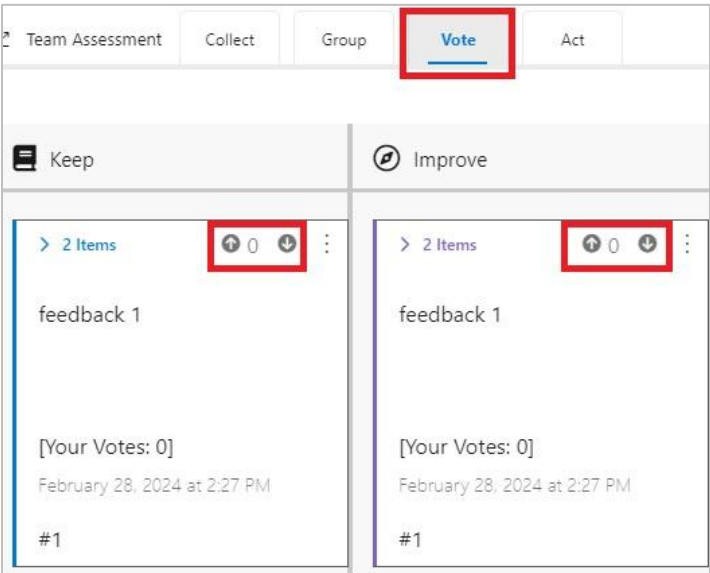 Team Assessment Collect Group Vote Act
Keep
2 Items 0
feedback 1
[Your Votes: 0]
February 28, 2024 at 2:27 PM
#1
Improve
2 Items 0
feedback 1
[Your Votes: 0]
February 28, 2024 at 2:27 PM
#1